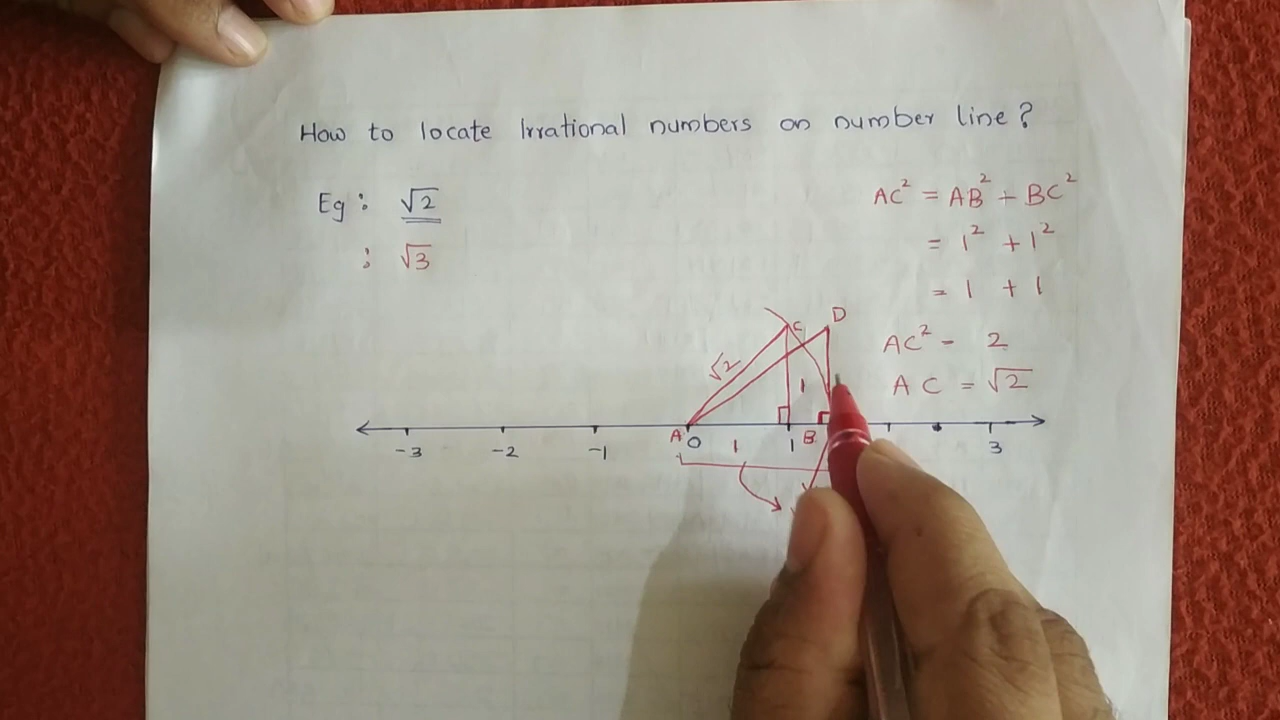 How to locate Irrational numbers on number line?
Eg : √2
: √3
AC² = AB² + BC²
= 1² + 1²
= 1 + 1
AC² - 2
AC = √2
D
C
√2
1
A 0 1 1 B
-3 -2 -1 3